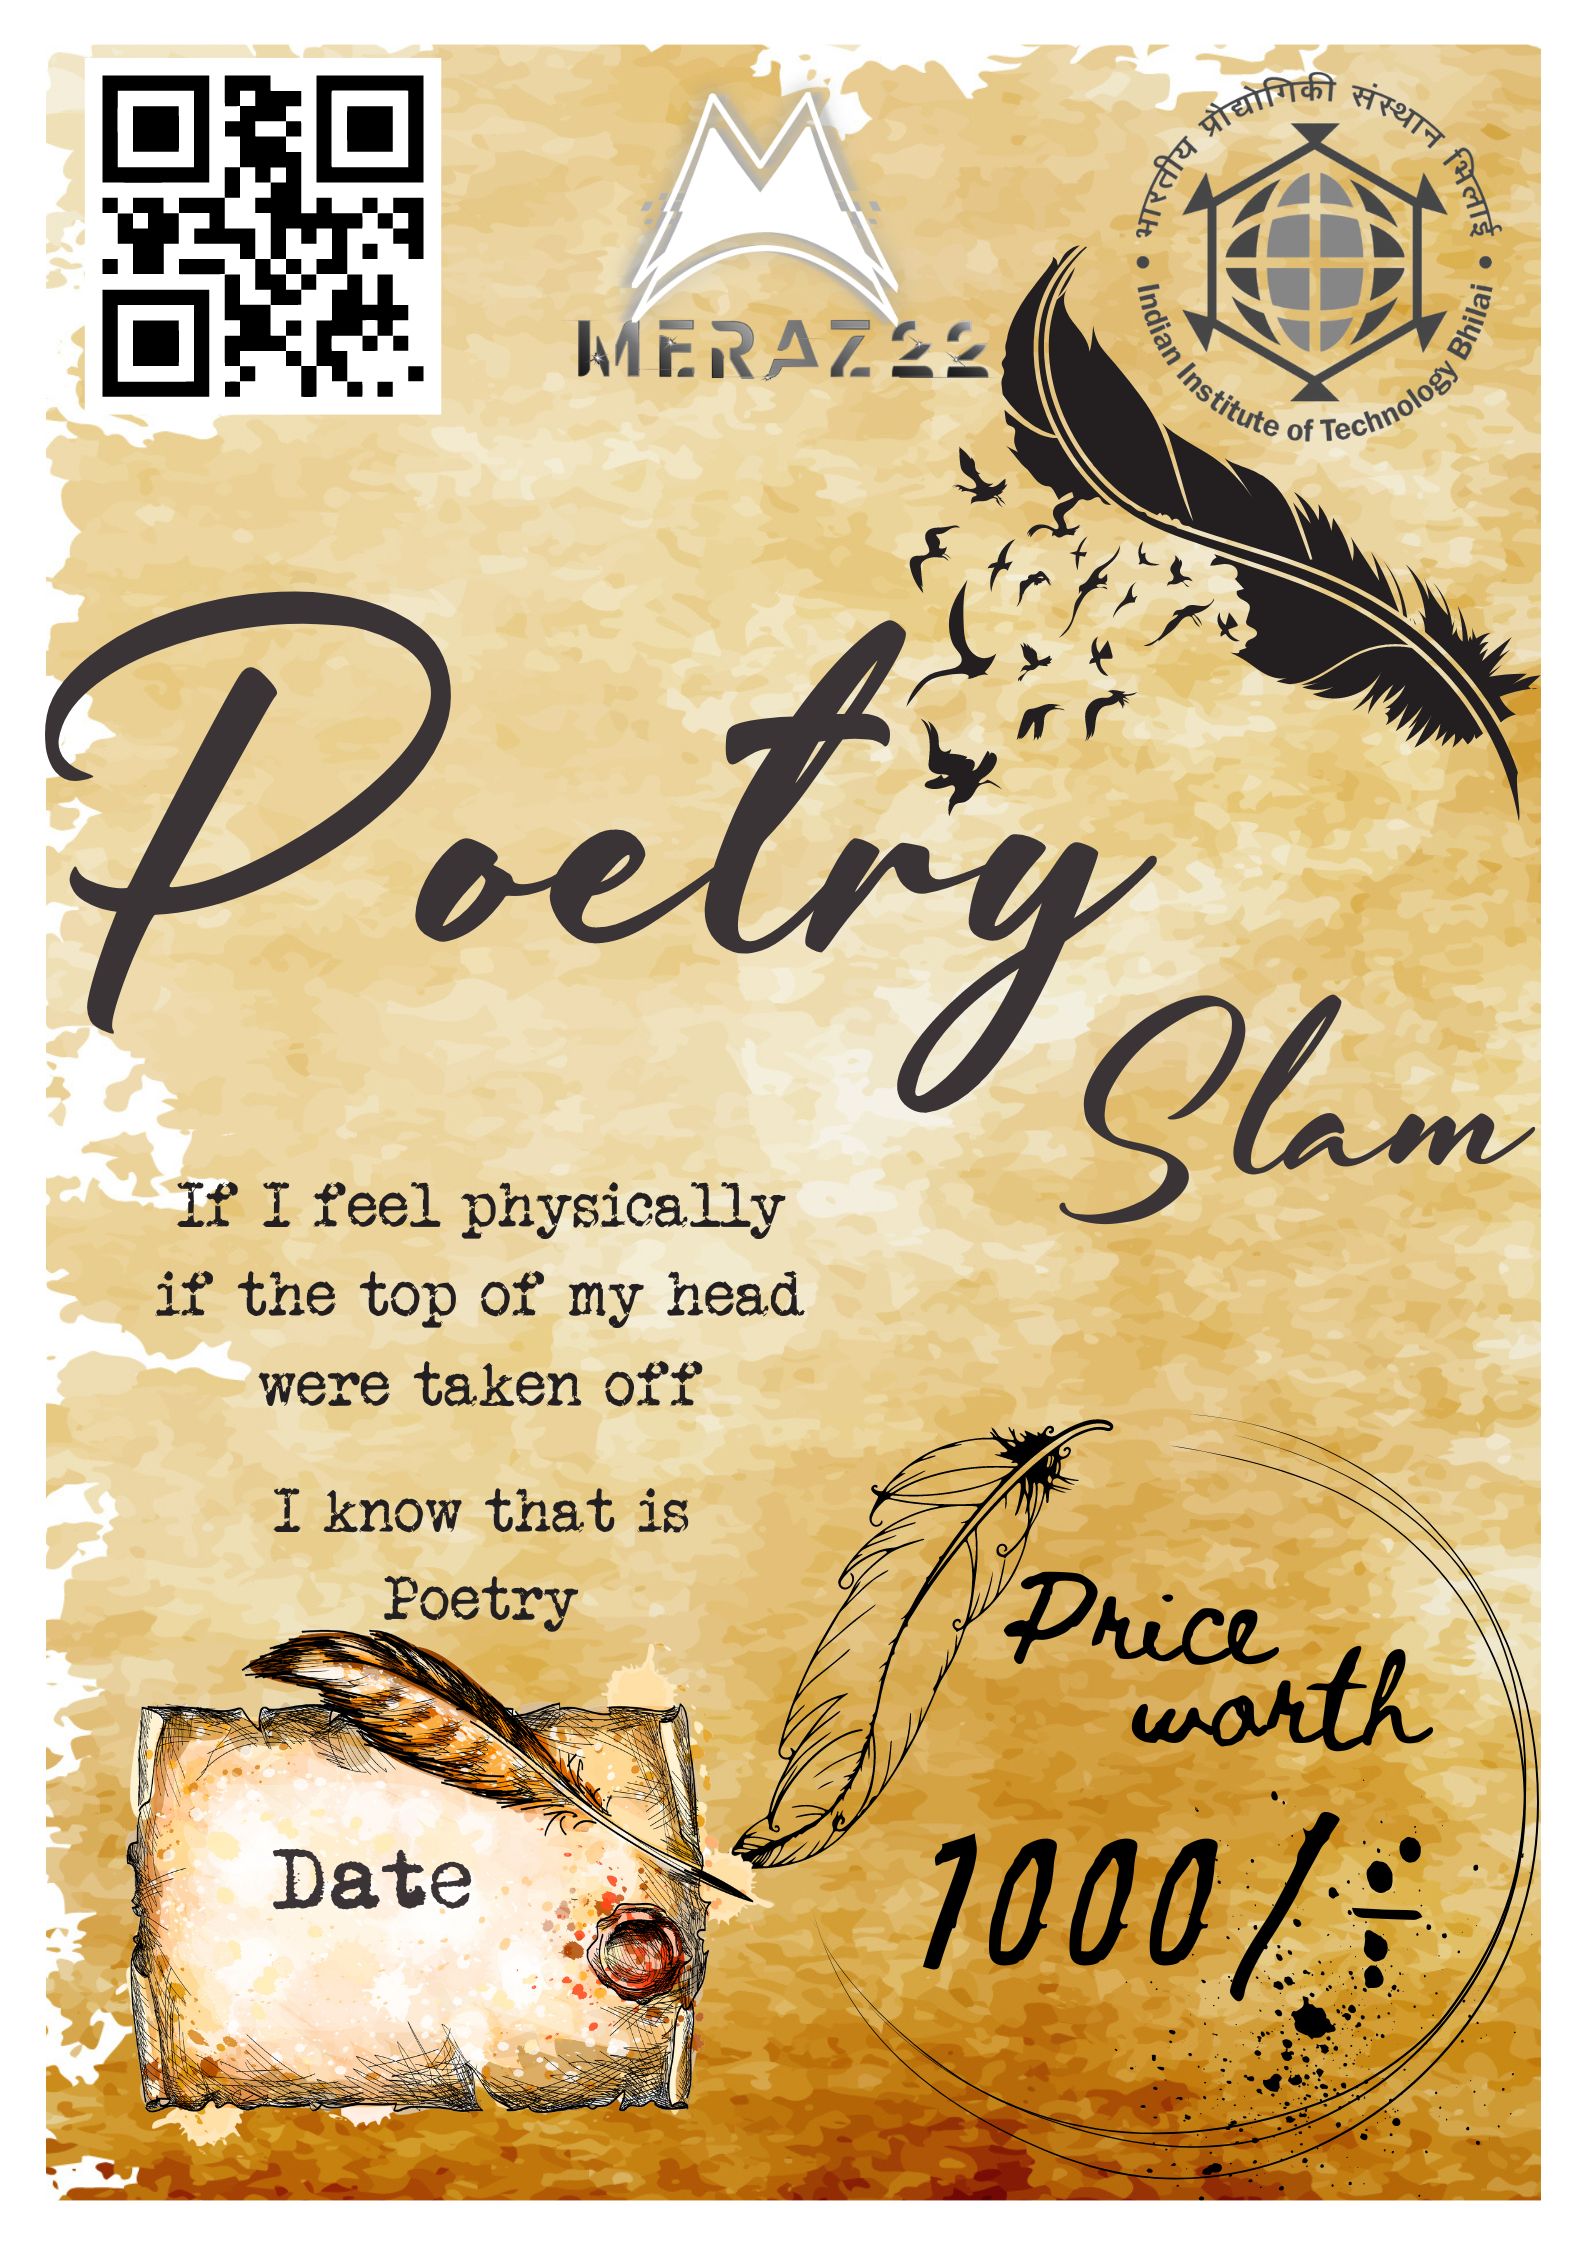 MERAZ22
भारतीय प्रौद्योगिकी संस्थान भिलाई
Indian Institute of Technology Bhilai
Poetry
Slam
If I feel physically
if the top of my head
were taken off
I know that is
Poetry
Price
worth
1000/-
Date